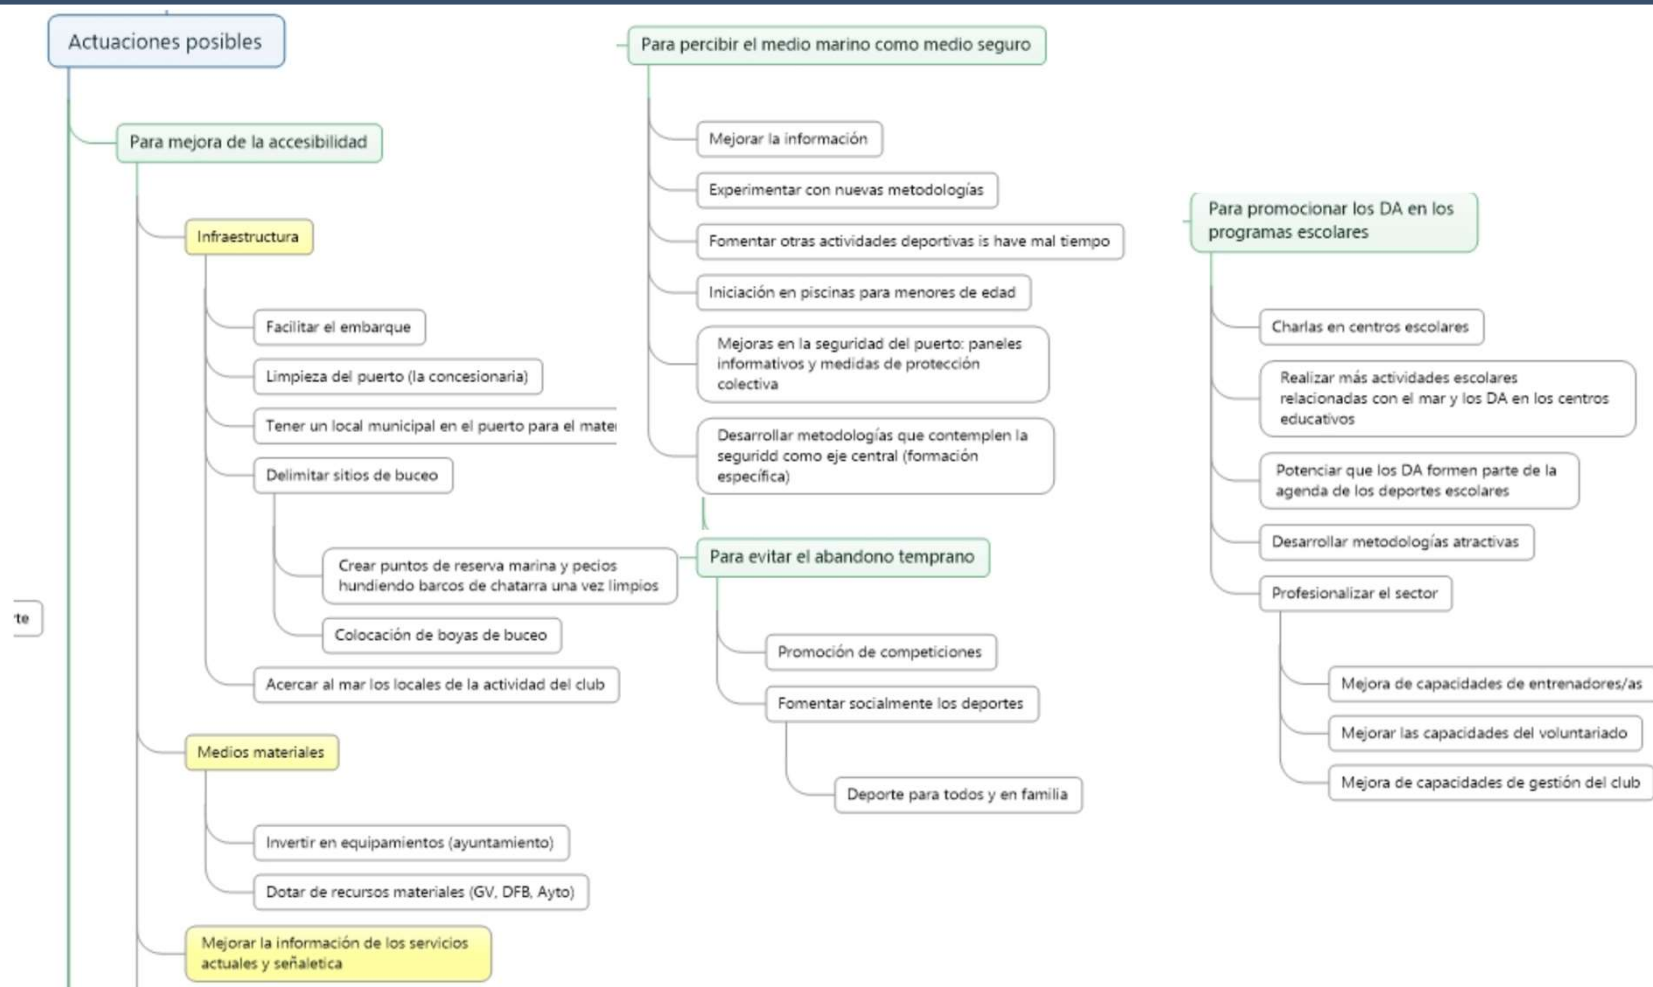 Actuaciones posibles
Para mejora de la accesibilidad
Infraestructura
Facilitar el embarque
Limpieza del puerto (la concesionaria)
Tener un local municipal en el puerto para el
Delimitar sitios de buceo
Crear puntos de reserva marina y pecios
hundiendo barcos de chatarra una vez limpios
Colocación de boyas de buceo
Acercar al mar los locales de la actividad del club
Medios materiales
Invertir en equipamientos (ayuntamiento)
Dotar de recursos materiales (GV, DFB, Ayto)
Mejorar la información de los servicios
actuales y señaletica
Para percibir el medio marino como medio seguro
Mejorar la información
Experimentar con nuevas metodologías
Fomentar otras actividades deportivas is have mal tiempo
Iniciación en piscinas para menores de edad
Mejoras en la seguridad del puerto: paneles
informativos y medidas de protección
colectiva
Desarrollar metodologías que contemplen la
seguridd como eje central (formación
específica)
Para evitar el abandono temprano
Promoción de competiciones
Fomentar socialmente los deportes
Deporte para todos y en familia
Para promocionar los DA en los
programas escolares
Charlas en centros escolares
Realizar más actividades escolares
relacionadas con el mar y los DA en los centros
educativos
Potenciar que los DA formen parte de la
agenda de los deportes escolares
Desarrollar metodologías atractivas
Profesionalizar el sector
Mejora de capacidades de entrenadores/as
Mejorar las capacidades del voluntariado
Mejora de capacidades de gestión del club